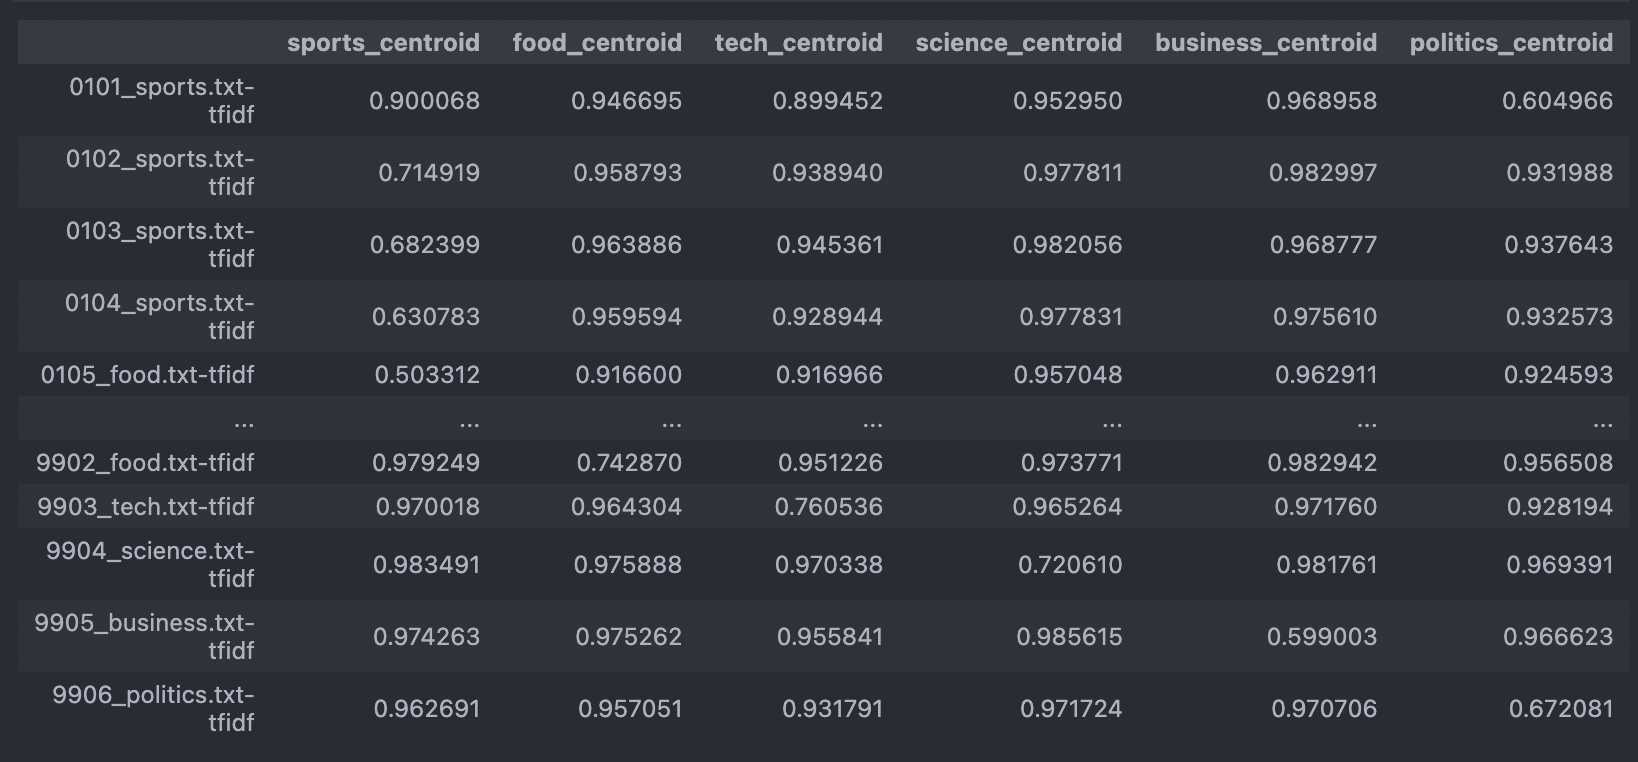 sports_centroid food_centroid tech_centroid science_centroid business_centroid politics_centroid
0101_sports.txt-
tfidf 0.900068 0.946695 0.899452 0.952950 0.968958 0.604966
0102_sports.txt-
tfidf 0.714919 0.958793 0.938940 0.977811 0.982997 0.931988
0103_sports.txt-
tfidf 0.682399 0.963886 0.945361 0.982056 0.968777 0.937643
0104_sports.txt-
tfidf 0.630783 0.959594 0.928944 0.977831 0.975610 0.932573
0105_food.txt-tfidf 0.503312 0.916600 0.916966 0.957048 0.962911 0.924593
... ... ... ... ... ... ...
9902_food.txt-tfidf 0.979249 0.742870 0.951226 0.973771 0.982942 0.956508
9903_tech.txt-tfidf 0.970018 0.964304 0.760536 0.965264 0.971760 0.928194
9904_science.txt-
tfidf 0.983491 0.975888 0.970338 0.720610 0.981761 0.969391
9905_business.txt-
tfidf 0.974263 0.975262 0.955841 0.985615 0.599003 0.966623
9906_politics.txt-
tfidf 0.962691 0.957051 0.931791 0.971724 0.970706 0.672081